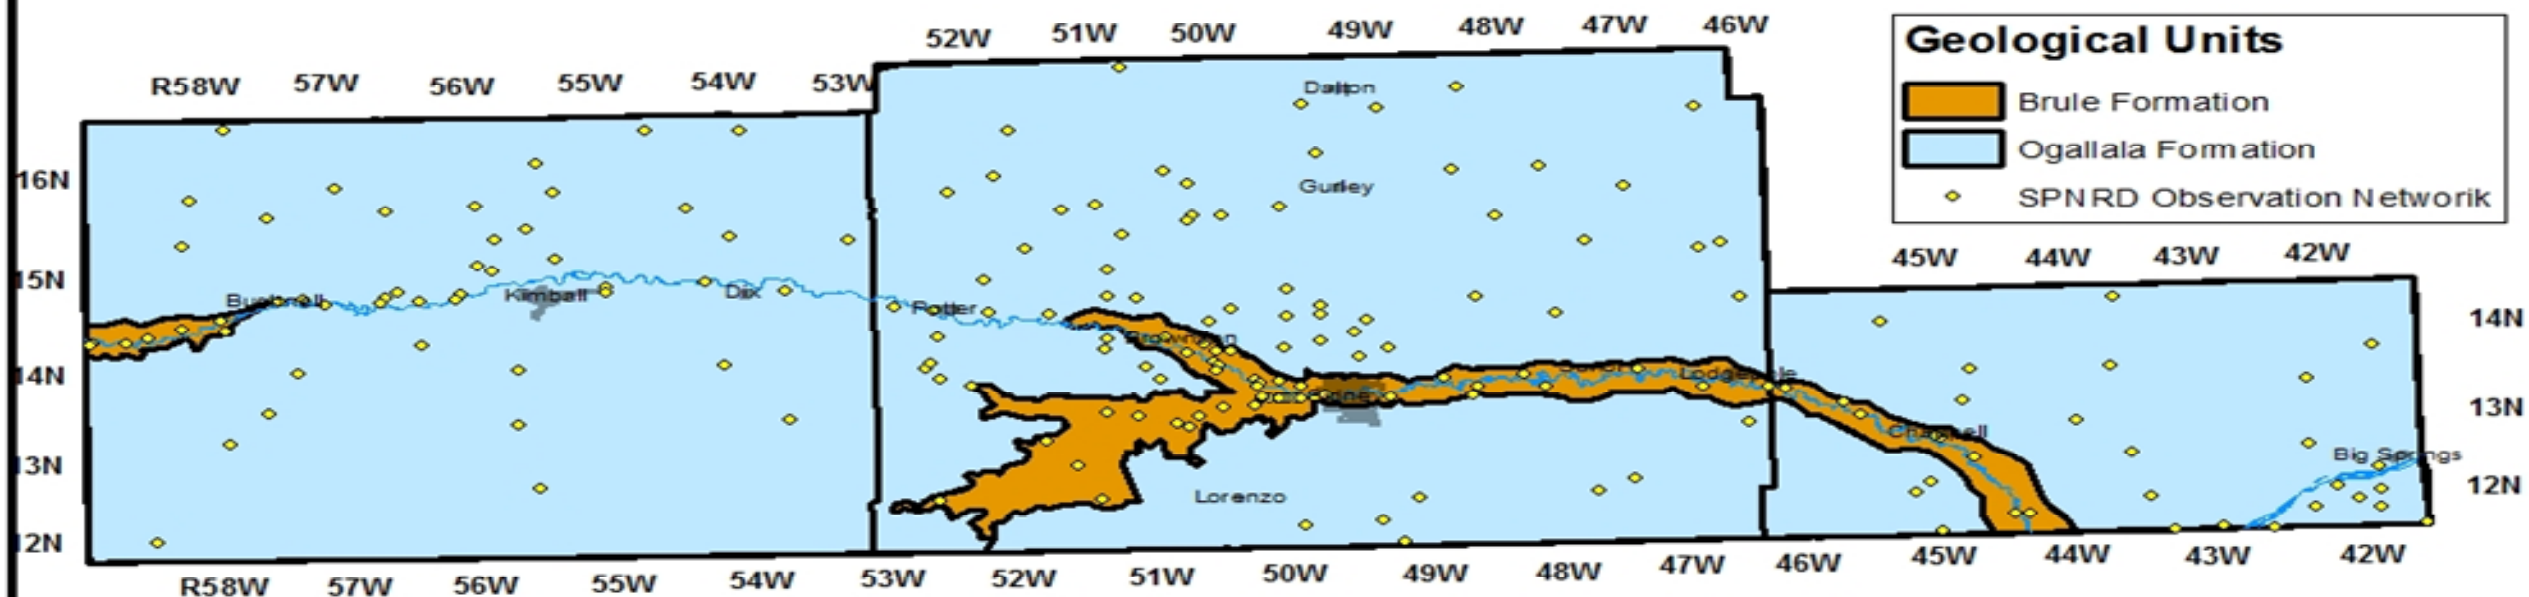 52W 51W 50W 49W 48W 47W 46W
R58W 57W 56W 55W 54W 53W
Geological Units
Brule Formation
Ogallala Formation
SPNRD Observation Networik
16N
15N
14N
13N
12N
Dalton
Gurley
Bushnell
Kimball
Dix
Potter
Lodgepole
Chappell
Big Springs
Lorenzo
45W 44W 43W 42W
14N
13N
12N
R58W 57W 56W 55W 54W 53W 52W 51W 50W 49W 48W 47W 46W 45W 44W 43W 42W